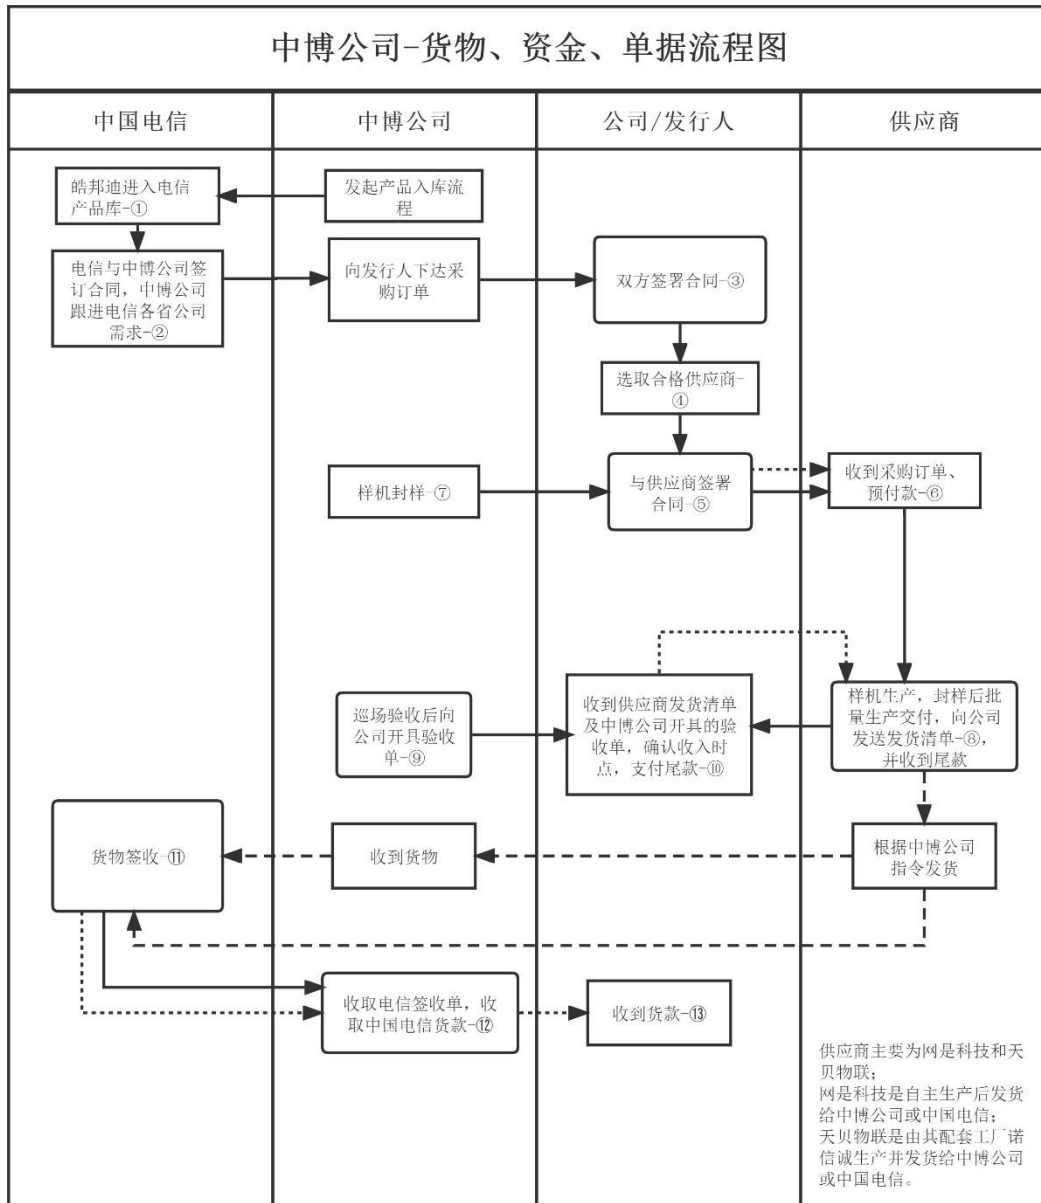 中博公司-货物、资金、单据流程图
中国电信
中博公司
公司/发行人
供应商
皓邦迪进入电信
产品库-①
发起产品入库流
程
电信与中博公司签
订合同，中博公司
跟进电信各省公司
需求-②
向发行人下达采
购订单
双方签署合同-③
选取合格供应商-
④
样机封样-⑦
与供应商签署
合同-⑤
收到采购订单、
预付款-⑥
巡场验收后向
公司开具验收
单-⑨
收到供应商发货清单
及中博公司开具的验
收单，确认收入时
点，支付尾款-⑩
样机生产，封样后批
量生产交付，向公司
发送发货清单-⑧，
并收到尾款
货物签收-⑪
收到货物
根据中博公司
指令发货
收取电信签收单，收
取中国电信货款-⑫
收到货款-⑬
供应商主要为网是科技和天
贝物联；
网是科技是自主生产后发货
给中博公司或中国电信；
天贝物联是由其配套工厂诺
信诚生产并发货给中博公司
或中国电信。